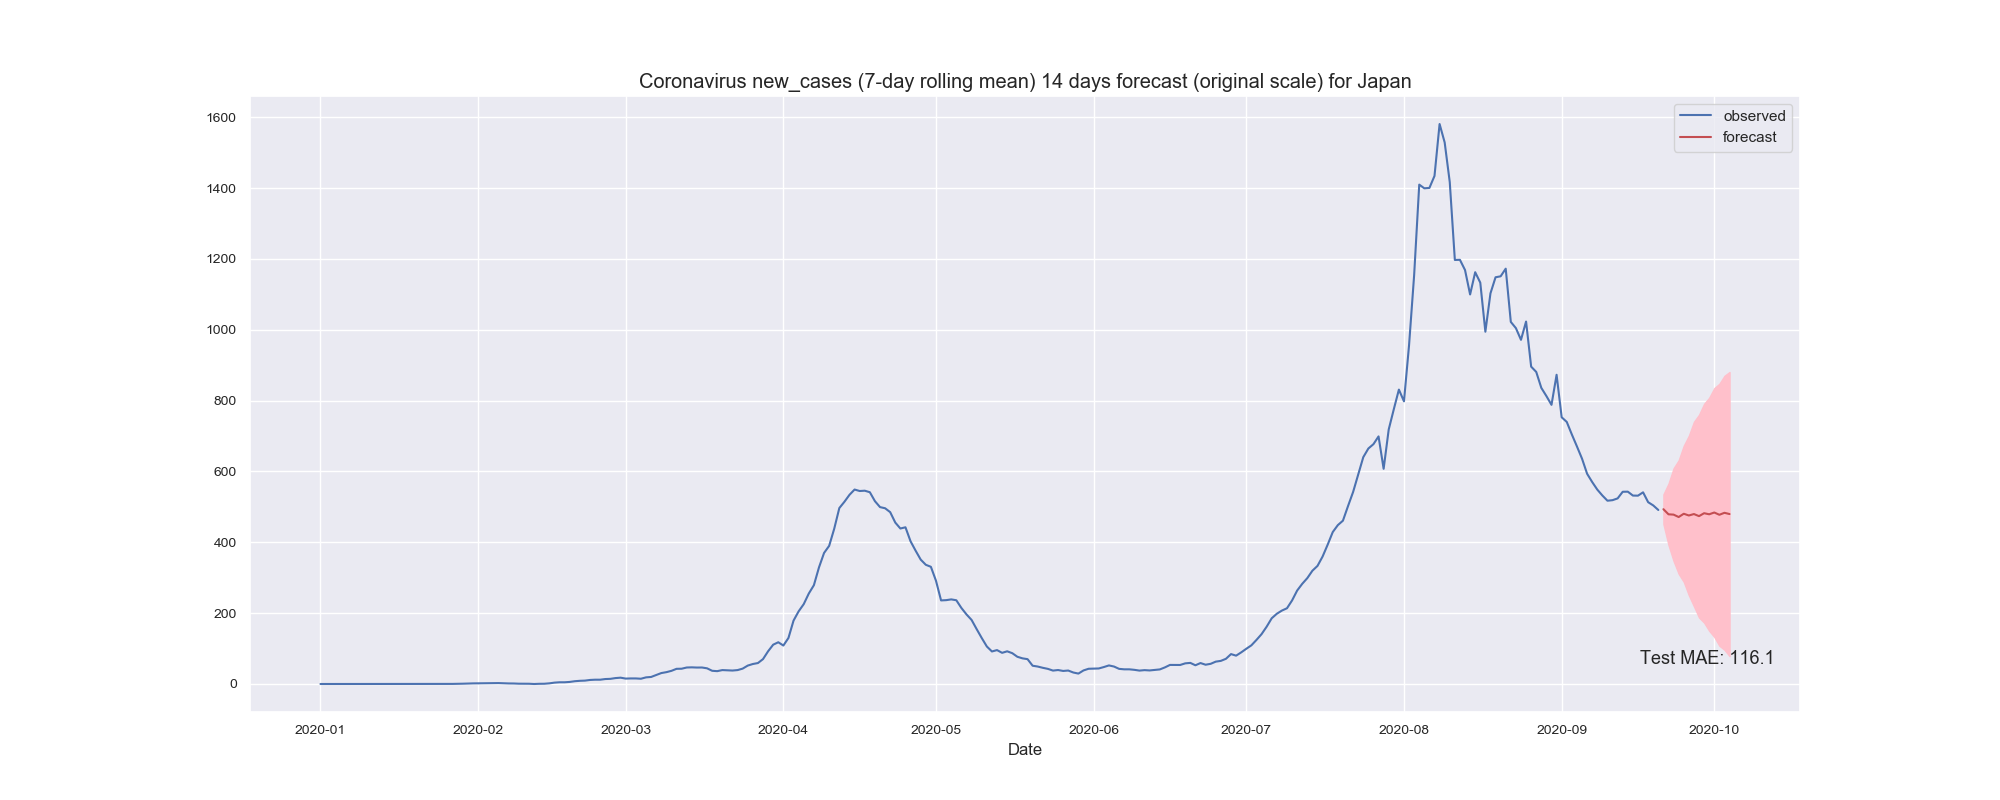 Coronavirus new_cases (7-day rolling mean) 14 days forecast (original scale) for Japan
observed
forecast
1600
1400
1200
1000
800
600
400
200
0
Test MAE: 116.1
2020-01 2020-02 2020-03 2020-04 2020-05 2020-06 2020-07 2020-08 2020-09 2020-10
Date